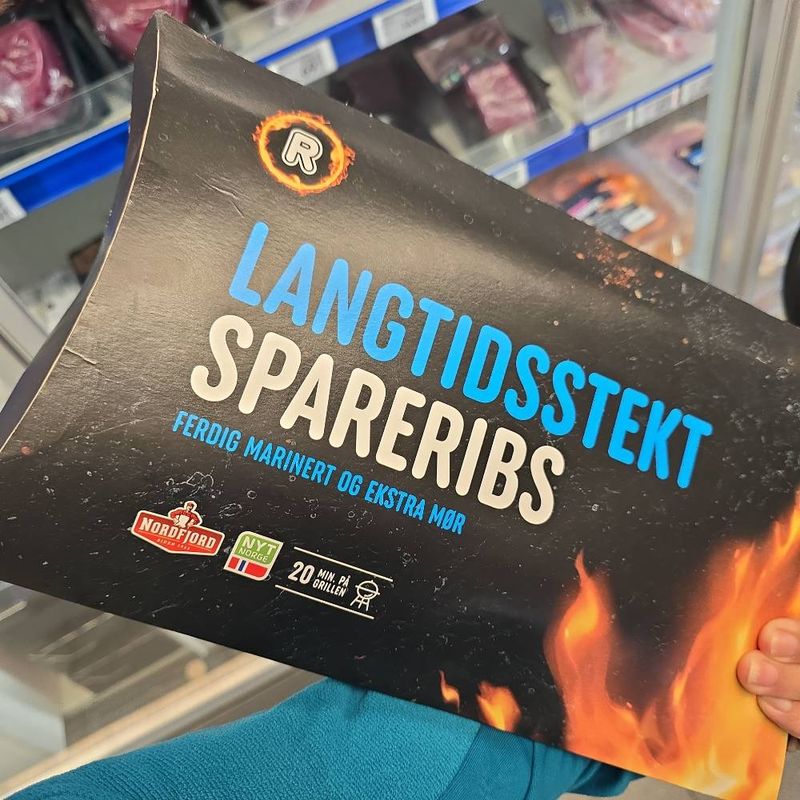 R
LANGTIDSSTEKT
SPARERIBS
FERDIG MARINERT OG EKSTRA MØR
NORDFJORD
NYT
NORGE
20 MIN. PÅ
GRILLEN